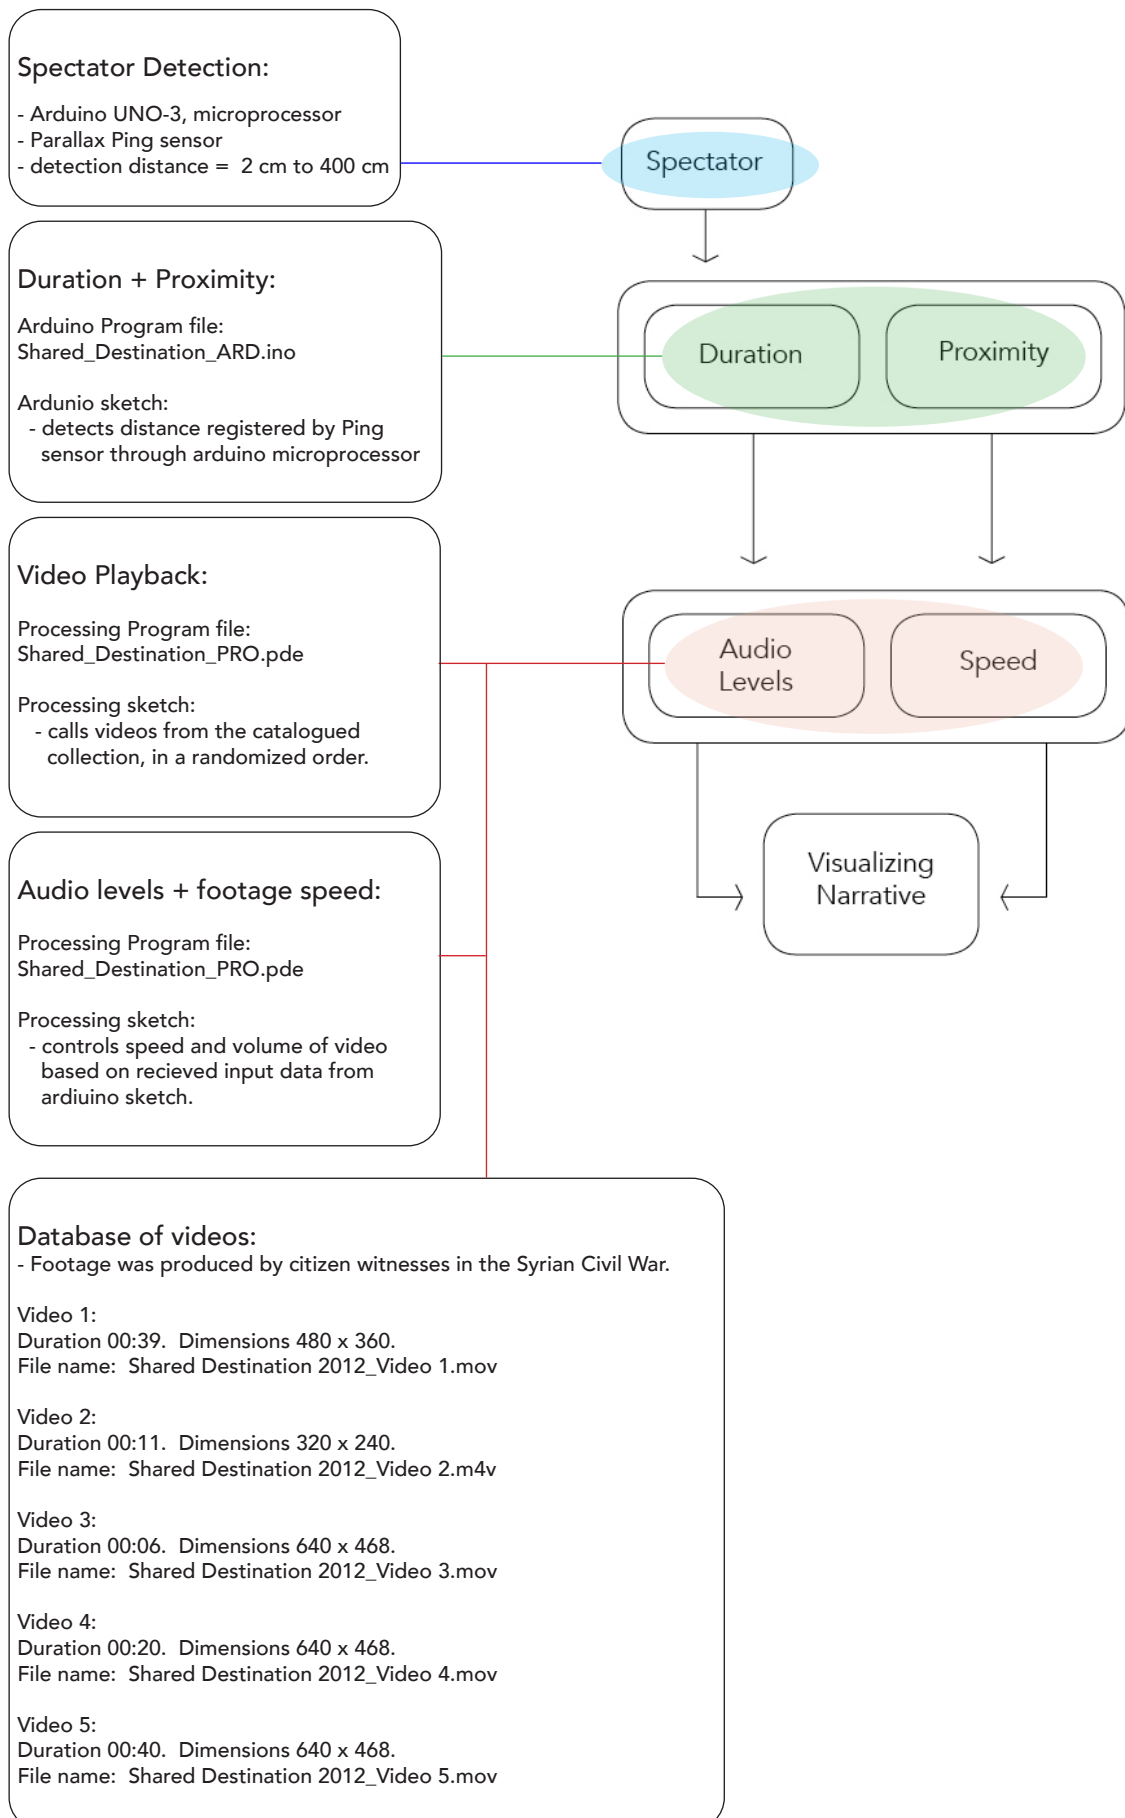 Spectator Detection:
- Arduino UNO-3, microprocessor
- Parallax Ping sensor
- detection distance =  2 cm to 400 cm
Spectator
Duration + Proximity:
Arduino Program file:
Shared_Destination_ARD.ino
Ardunio sketch:
- detects distance registered by Ping
sensor through arduino microprocessor
Duration
Proximity
Video Playback:
Processing Program file:
Shared_Destination_PRO.pde
Processing sketch:
- calls videos from the catalogued
collection, in a randomized order.
Audio
Levels
Speed
Visualizing
Narrative
Audio levels + footage speed:
Processing Program file:
Shared_Destination_PRO.pde
Processing sketch:
- controls speed and volume of video
based on recieved input data from
ardiuino sketch.
Database of videos:
- Footage was produced by citizen witnesses in the Syrian Civil War.
Video 1:
Duration 00:39.  Dimensions 480 x 360.
File name:  Shared Destination 2012_Video 1.mov
Video 2:
Duration 00:11.  Dimensions 320 x 240.
File name:  Shared Destination 2012_Video 2.m4v
Video 3:
Duration 00:06.  Dimensions 640 x 468.
File name:  Shared Destination 2012_Video 3.mov
Video 4:
Duration 00:20.  Dimensions 640 x 468.
File name:  Shared Destination 2012_Video 4.mov
Video 5:
Duration 00:40.  Dimensions 640 x 468.
File name:  Shared Destination 2012_Video 5.mov